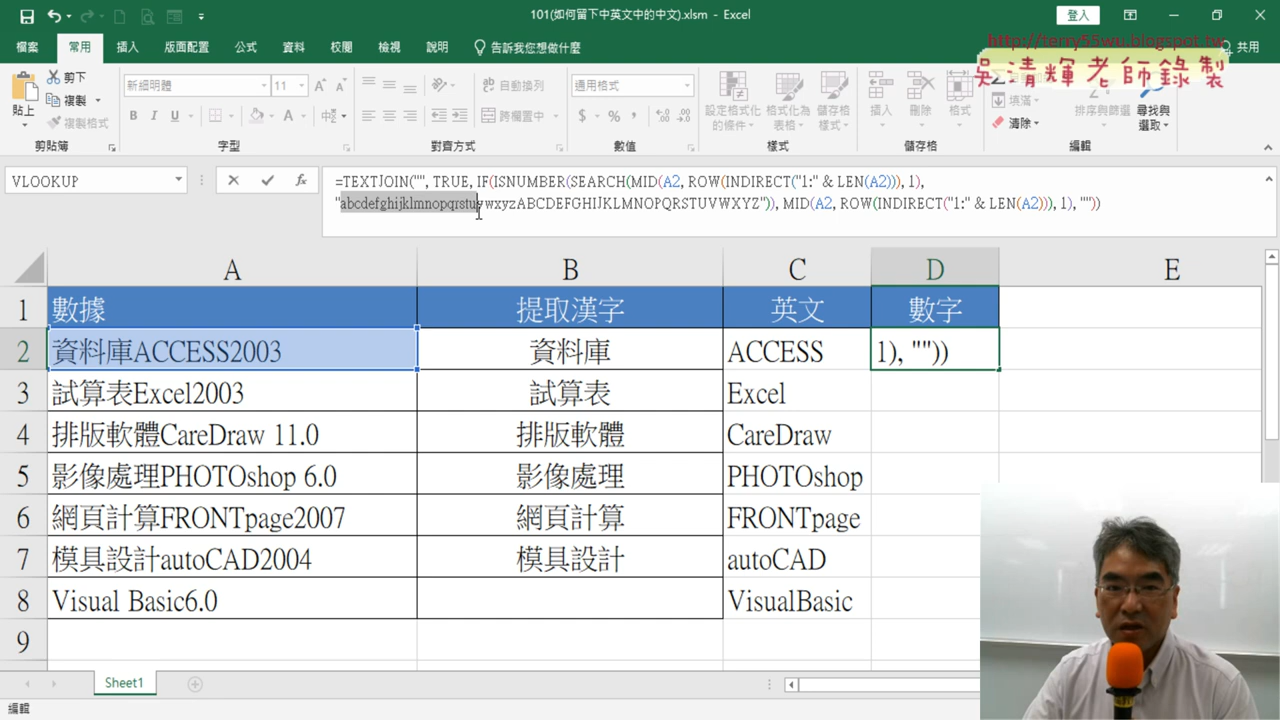 101(如何留下中英文中的中文).xlsm - Excel
登入
檔案 常用 插入 版面配置 公式 資料 校閱 檢視 說明 告訴我您想做什麼 共用
http://terry55wu.blogspot.tw
吳清輝老師錄製
貼上 剪下 複製 複製格式
新細明體 11
B I U A 中
自動換列
跨欄置中
通用格式
$ % ,
設定格式化的條件 格式化為表格 儲存格樣式
插入 刪除 格式
填滿 清除
排序與篩選 尋找與選取
剪貼簿 字型 對齊方式 數值 樣式 儲存格 編輯
VLOOKUP
fx
=TEXTJOIN("", TRUE, IF(ISNUMBER(SEARCH(MID(A2, ROW(INDIRECT("1:" & LEN(A2))), 1),
"abcdefghijklmnopqrstuvwxyzABCDEFGHIJKLMNOPQRSTUVWXYZ")), MID(A2, ROW(INDIRECT("1:" & LEN(A2))), 1), ""))
A B C D E
1 數據 提取漢字 英文 數字
2 資料庫ACCESS2003 資料庫 ACCESS 1), ""))
3 試算表Excel2003 試算表 Excel
4 排版軟體CareDraw 11.0 排版軟體 CareDraw
5 影像處理PHOTOshop 6.0 影像處理 PHOTOshop
6 網頁計算FRONTpage2007 網頁計算 FRONTpage
7 模具設計autoCAD2004 模具設計 autoCAD
8 Visual Basic6.0 VisualBasic
9
Sheet1
編輯